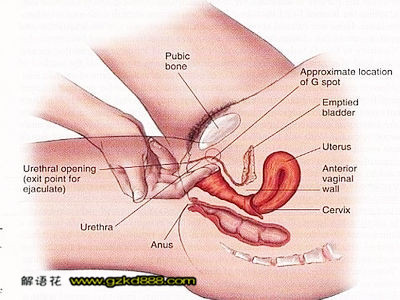 Pubic
bone
Approximate location
of G spot
Emptied
bladder
Urethral opening
(exit point for
ejaculate)
Uterus
Anterior
vaginal
wall
Urethra
Cervix
Anus
解语花 www.gzkd888.com